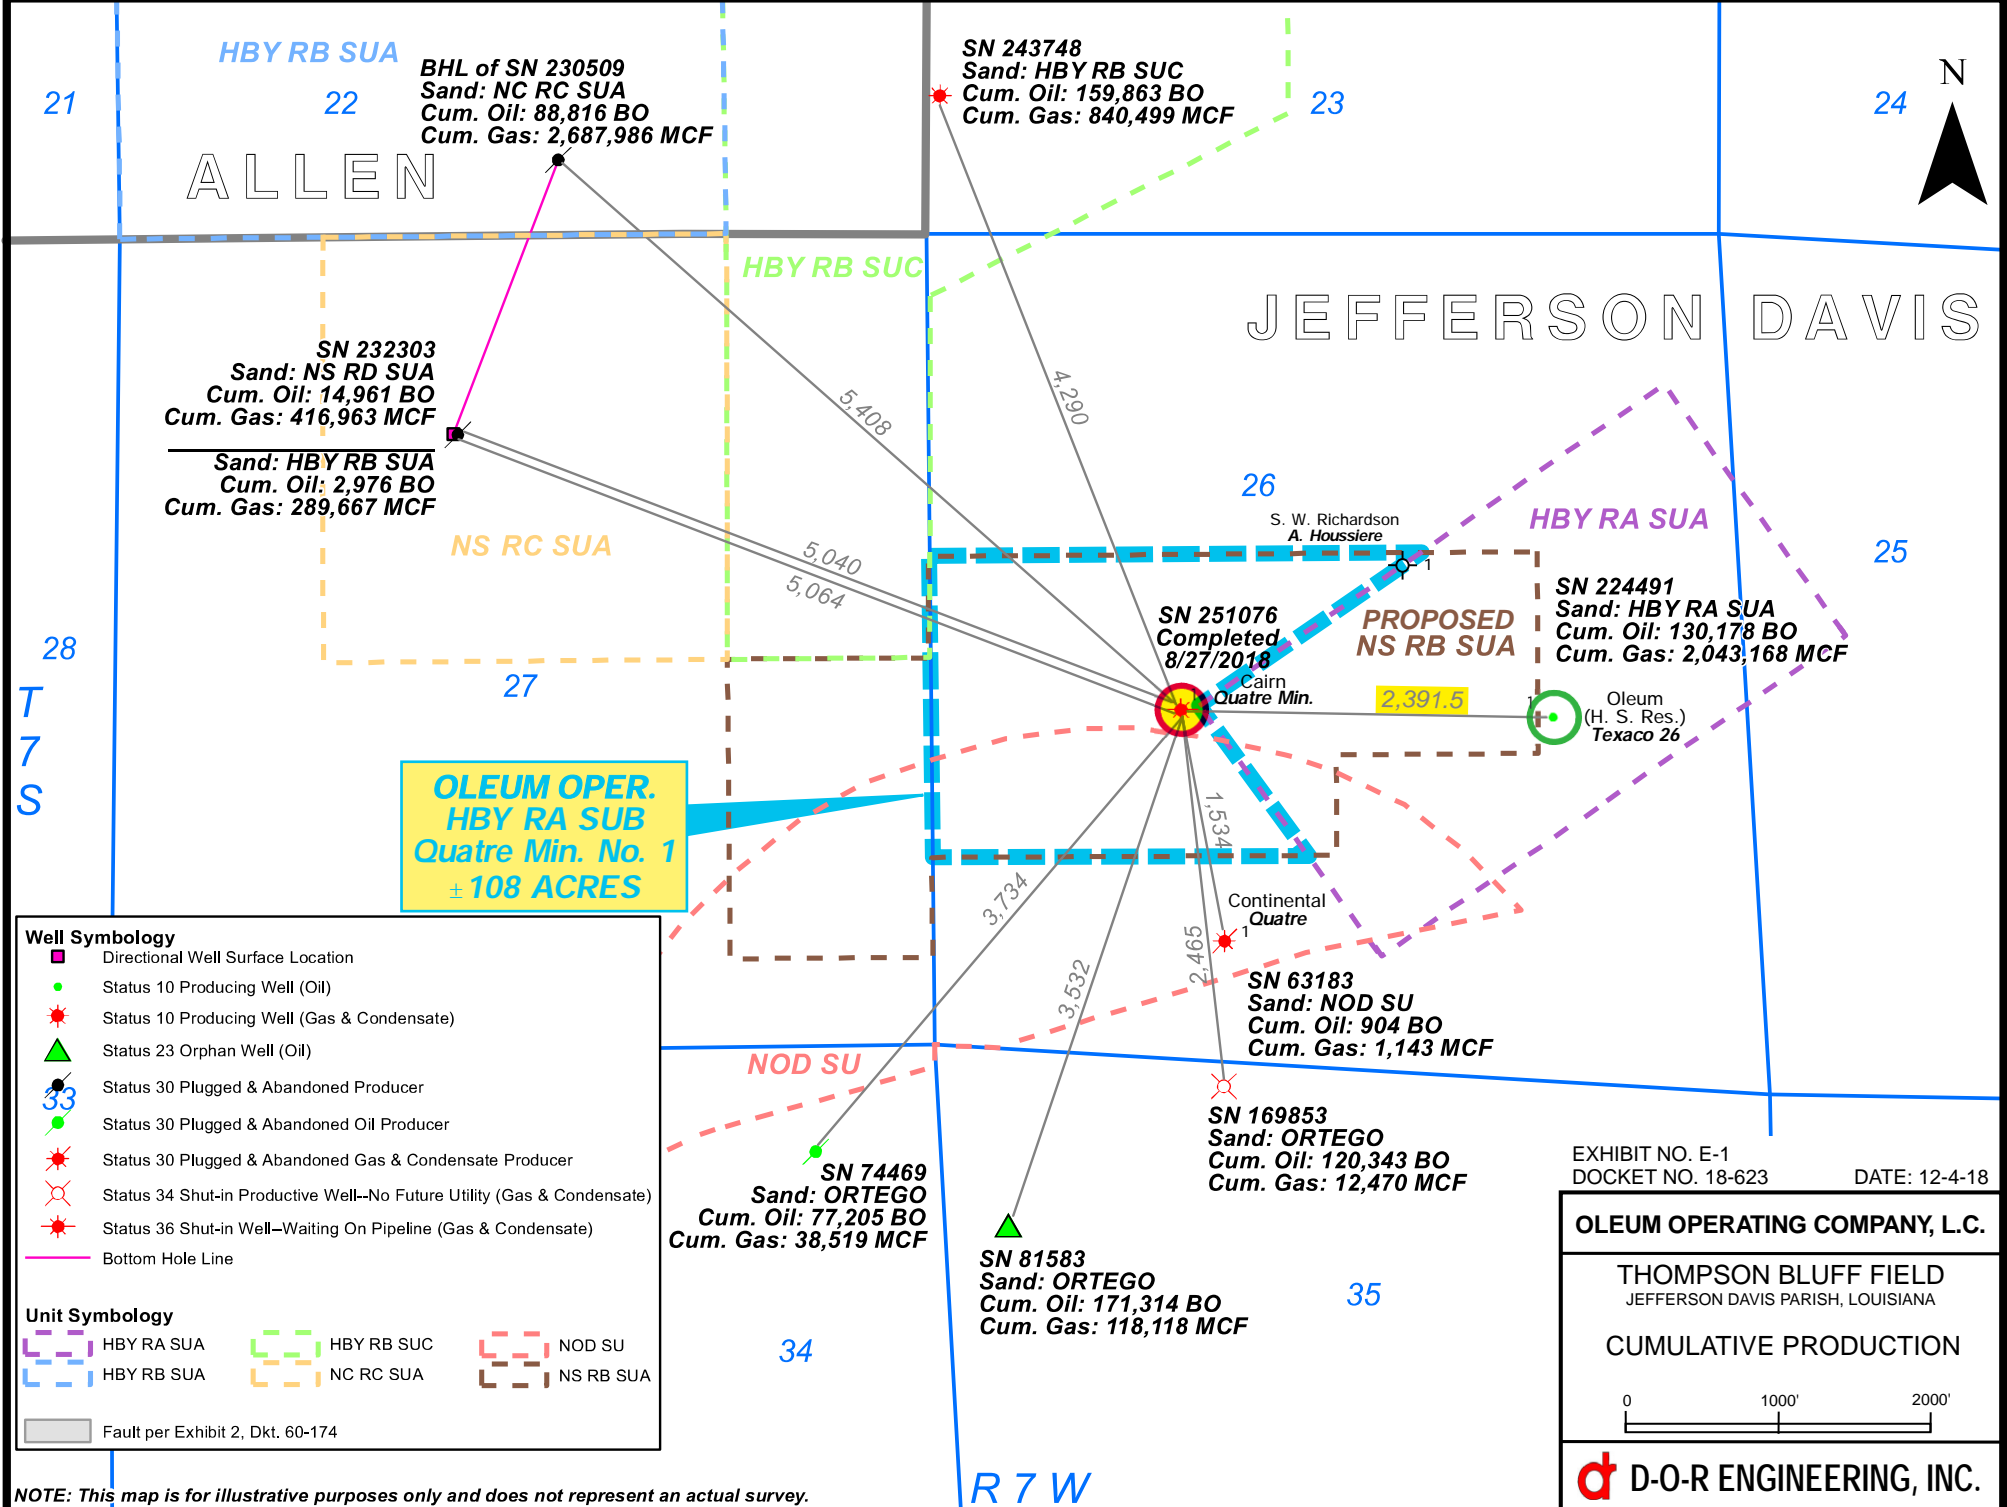 HBY RB SUA
21
22
BHL of SN 230509
Sand: NC RC SUA
Cum. Oil: 88,816 BO
Cum. Gas: 2,687,986 MCF
SN 243748
Sand: HBY RB SUC
Cum. Oil: 159,863 BO
Cum. Gas: 840,499 MCF
23
24
N
ALLEN
HBY RB SUC
JEFFERSON DAVIS
SN 232303
Sand: NS RD SUA
Cum. Oil: 14,961 BO
Cum. Gas: 416,963 MCF
Sand: HBY RB SUA
Cum. Oil: 2,976 BO
Cum. Gas: 289,667 MCF
5,408
4,290
NS RC SUA
5,040
5,064
26
S. W. Richardson
A. Houssiere
1
HBY RA SUA
25
SN 224491
Sand: HBY RA SUA
Cum. Oil: 130,178 BO
Cum. Gas: 2,043,168 MCF
PROPOSED
NS RB SUA
SN 251076
Completed
8/27/2018
1
Cairn
Quatre Min.
2,391.5
1
Oleum
(H. S. Res.)
Texaco 26
28
27
T
7
S
OLEUM OPER.
HBY RA SUB
Quatre Min. No. 1
± 108 ACRES
1,534
3,734
3,532
2,465
Continental
Quatre
1
SN 63183
Sand: NOD SU
Cum. Oil: 904 BO
Cum. Gas: 1,143 MCF
NOD SU
SN 169853
Sand: ORTEGO
Cum. Oil: 120,343 BO
Cum. Gas: 12,470 MCF
SN 74469
Sand: ORTEGO
Cum. Oil: 77,205 BO
Cum. Gas: 38,519 MCF
SN 81583
Sand: ORTEGO
Cum. Oil: 171,314 BO
Cum. Gas: 118,118 MCF
35
34
R 7 W
33
Well Symbology
Directional Well Surface Location
Status 10 Producing Well (Oil)
Status 10 Producing Well (Gas & Condensate)
Status 23 Orphan Well (Oil)
Status 30 Plugged & Abandoned Producer
Status 30 Plugged & Abandoned Oil Producer
Status 30 Plugged & Abandoned Gas & Condensate Producer
Status 34 Shut-in Productive Well--No Future Utility (Gas & Condensate)
Status 36 Shut-in Well--Waiting On Pipeline (Gas & Condensate)
Bottom Hole Line
Unit Symbology
HBY RA SUA
HBY RB SUC
NOD SU
HBY RB SUA
NC RC SUA
NS RB SUA
Fault per Exhibit 2, Dkt. 60-174
NOTE: This map is for illustrative purposes only and does not represent an actual survey.
EXHIBIT NO. E-1
DOCKET NO. 18-623
DATE: 12-4-18
OLEUM OPERATING COMPANY, L.C.
THOMPSON BLUFF FIELD
JEFFERSON DAVIS PARISH, LOUISIANA
CUMULATIVE PRODUCTION
0 1000' 2000'
D-O-R ENGINEERING, INC.